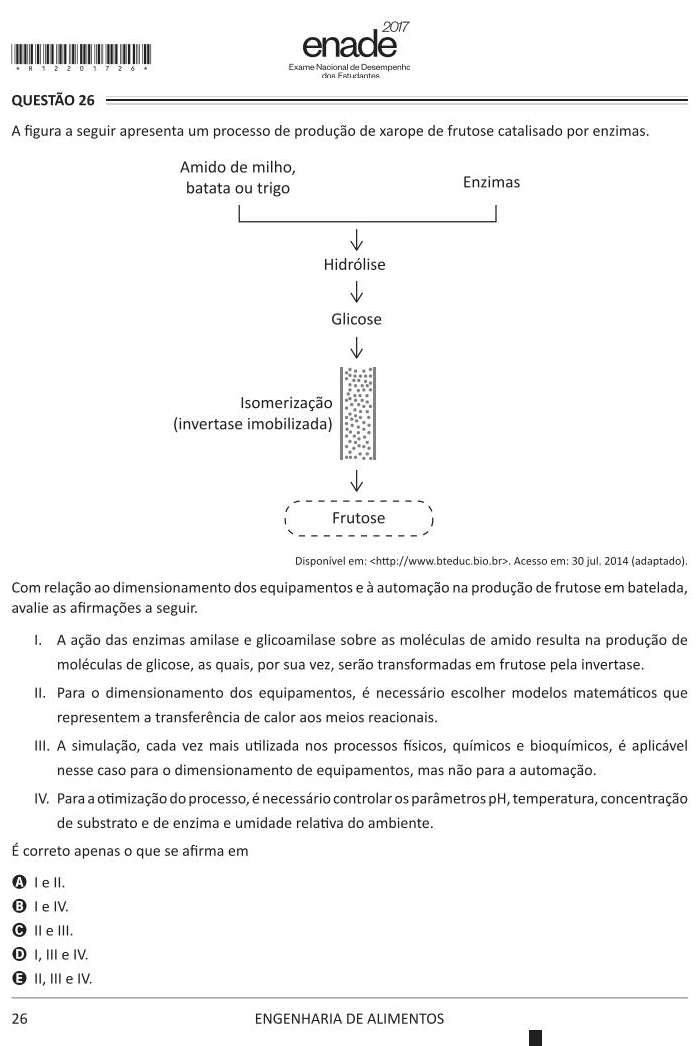 2017
enade
Exame Nacional de Desempenho
dos Estudantes
* R 1 2 2 0 1 7 2 6 *
QUESTÃO 26
A figura a seguir apresenta um processo de produção de xarope de frutose catalisado por enzimas.
Amido de milho,
batata ou trigo
Enzimas
Hidrólise
Glicose
Isomerização
(invertase imobilizada)
Frutose
Disponível em: <http://www.bteduc.bio.br>. Acesso em: 30 jul. 2014 (adaptado).
Com relação ao dimensionamento dos equipamentos e à automação na produção de frutose em batelada,
avalie as afirmações a seguir.
I. A ação das enzimas amilase e glicoamilase sobre as moléculas de amido resulta na produção de
moléculas de glicose, as quais, por sua vez, serão transformadas em frutose pela invertase.
II. Para o dimensionamento dos equipamentos, é necessário escolher modelos matemáticos que
representem a transferência de calor aos meios reacionais.
III. A simulação, cada vez mais utilizada nos processos físicos, químicos e bioquímicos, é aplicável
nesse caso para o dimensionamento de equipamentos, mas não para a automação.
IV. Para a otimização do processo, é necessário controlar os parâmetros pH, temperatura, concentração
de substrato e de enzima e umidade relativa do ambiente.
É correto apenas o que se afirma em
A I e II.
B I e IV.
C II e III.
D I, III e IV.
E II, III e IV.
26
ENGENHARIA DE ALIMENTOS